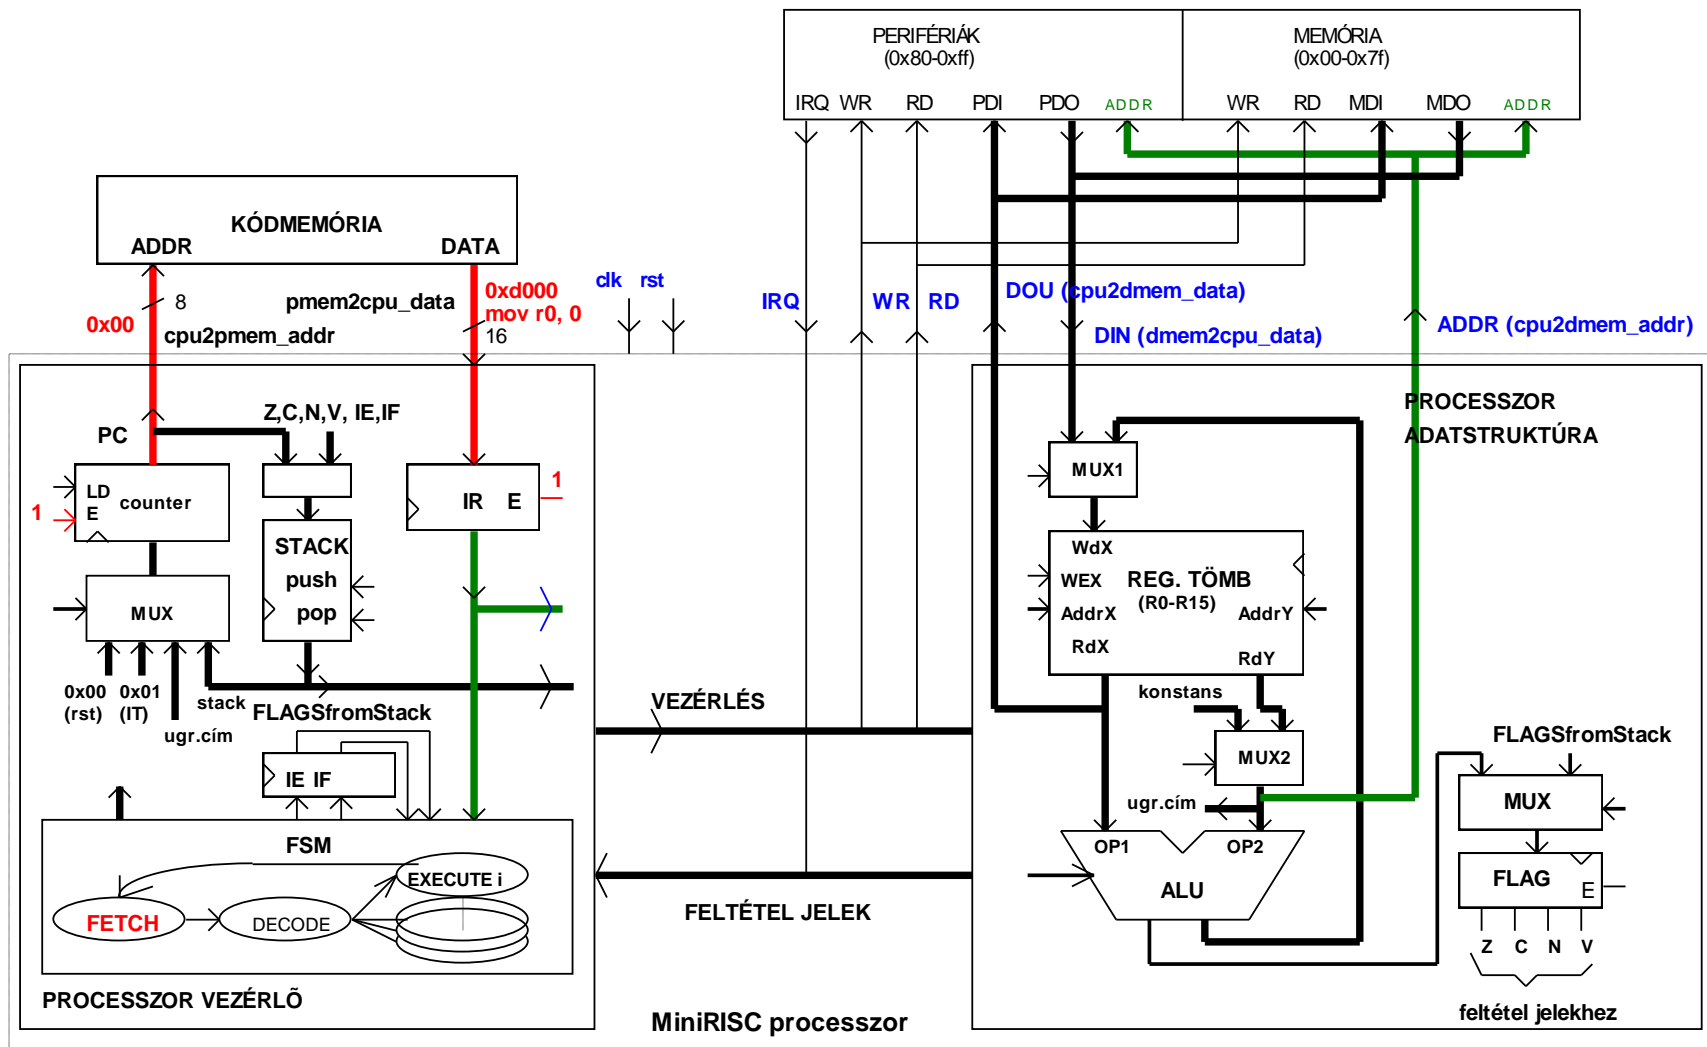 PERIFÉRIÁK
(0x80-0xff)
MEMÓRIA
(0x00-0x7f)
IRQ WR RD PDI PDO ADDR
WR RD MDI MDO ADDR
KÓDMEMÓRIA
ADDR DATA
0x00
8
cpu2pmem_addr
pmem2cpu_data
0xd000
mov r0, 0
16
clk rst
IRQ
WR RD
DOU (cpu2dmem_data)
DIN (dmem2cpu_data)
ADDR (cpu2dmem_addr)
PC
Z,C,N,V, IE,IF
LD
E
counter
1
IR E
1
STACK
push
pop
MUX
0x00
(rst)
0x01
(IT)
ugr.cím
stack
FLAGSfromStack
IE IF
FSM
FETCH
DECODE
EXECUTE i
PROCESSZOR VEZÉRLÕ
VEZÉRLÉS
FELTÉTEL JELEK
MiniRISC processzor
PROCESSZOR
ADATSTRUKTÚRA
MUX1
WdX
WEX
REG. TÖMB
(R0-R15)
AddrX
AddrY
RdX
RdY
konstans
MUX2
ugr.cím
OP1 OP2
ALU
FLAGSfromStack
MUX
FLAG
E
Z C N V
feltétel jelekhez